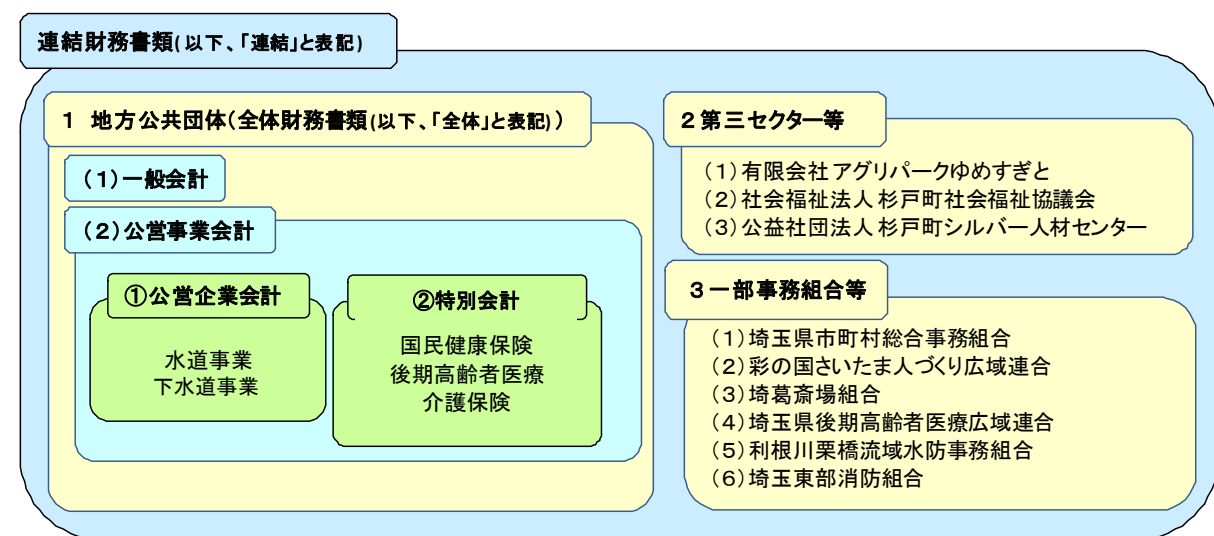 連結財務書類(以下、「連結」と表記)
1 地方公共団体(全体財務書類(以下、「全体」と表記))
(1)一般会計
(2)公営事業会計
①公営企業会計
水道事業
下水道事業
②特別会計
国民健康保険
後期高齢者医療
介護保険
2第三セクター等
(1)有限会社アグリパークゆめすぎと
(2)社会福祉法人杉戸町社会福祉協議会
(3)公益社団法人杉戸町シルバー人材センター
3一部事務組合等
(1)埼玉県市町村総合事務組合
(2)彩の国さいたま人づくり広域連合
(3)埼葛斎場組合
(4)埼玉県後期高齢者医療広域連合
(5)利根川栗橋流域水防事務組合
(6)埼玉東部消防組合